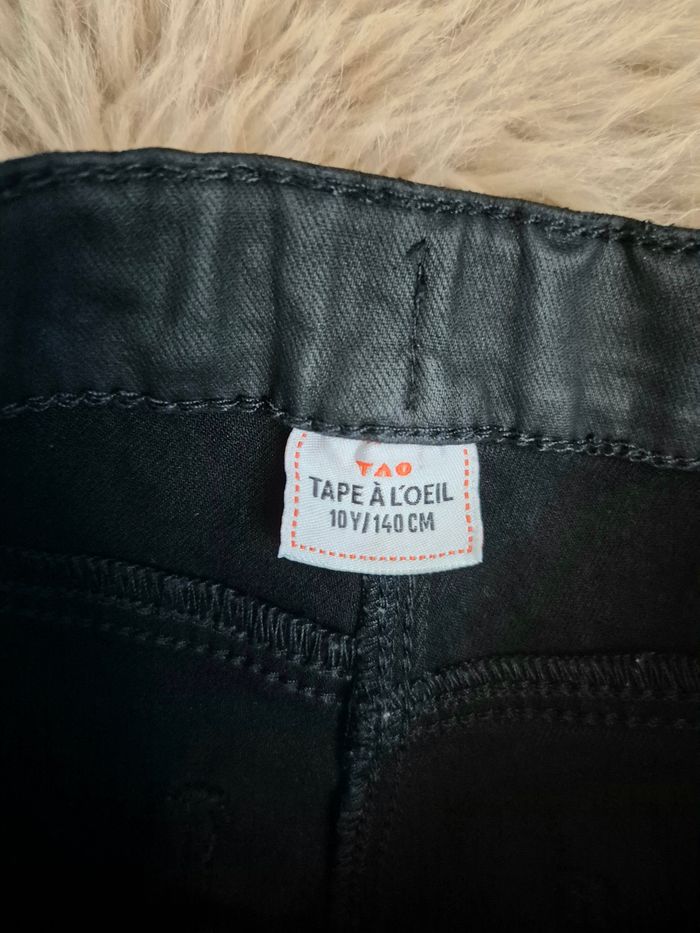 TAO
TAPE À L'OEIL
10Y/140 CM